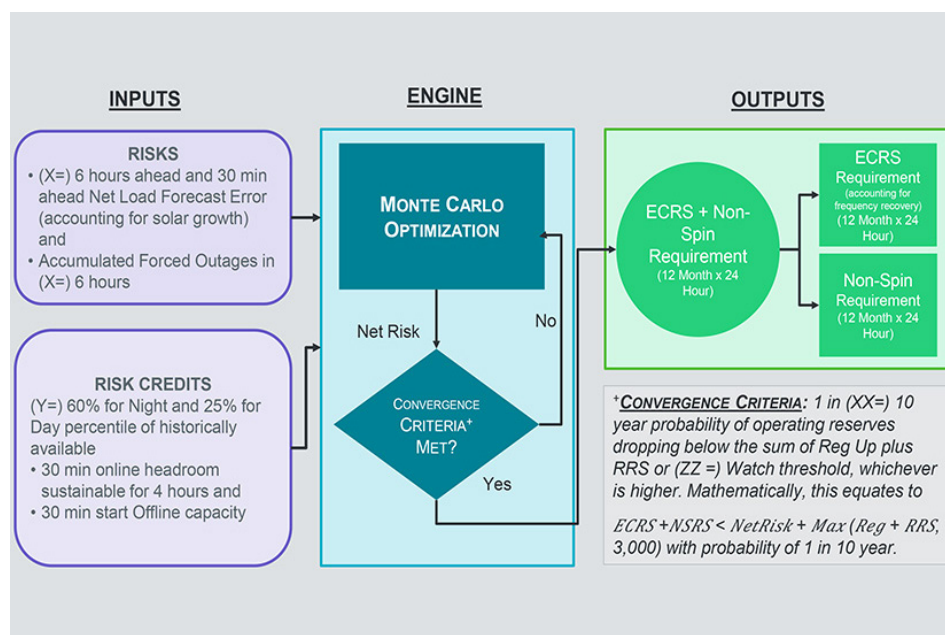 INPUTS
RISKS
• (X=) 6 hours ahead and 30 min
ahead Net Load Forecast Error
(accounting for solar growth)
and
• Accumulated Forced Outages in
(X=) 6 hours
RISK CREDITS
(Y=) 60% for Night and 25% for
Day percentile of historically
available
• 30 min online headroom
sustainable for 4 hours and
• 30 min start Offline capacity
ENGINE
MONTE CARLO
OPTIMIZATION
Net Risk
No
CONVERGENCE
CRITERIA+
MET?
Yes
OUTPUTS
ECRS + Non-
Spin
Requirement
(12 Month x 24
Hour)
ECRS
Requirement
(accounting for
frequency recovery)
(12 Month x 24
Hour)
Non-Spin
Requirement
(12 Month x 24
Hour)
+CONVERGENCE CRITERIA: 1 in (XX=) 10
year probability of operating reserves
dropping below the sum of Reg Up plus
RRS or (ZZ =) Watch threshold, whichever
is higher. Mathematically, this equates to
ECRS +NSRS < NetRisk + Max (Reg + RRS,
3,000) with probability of 1 in 10 year.